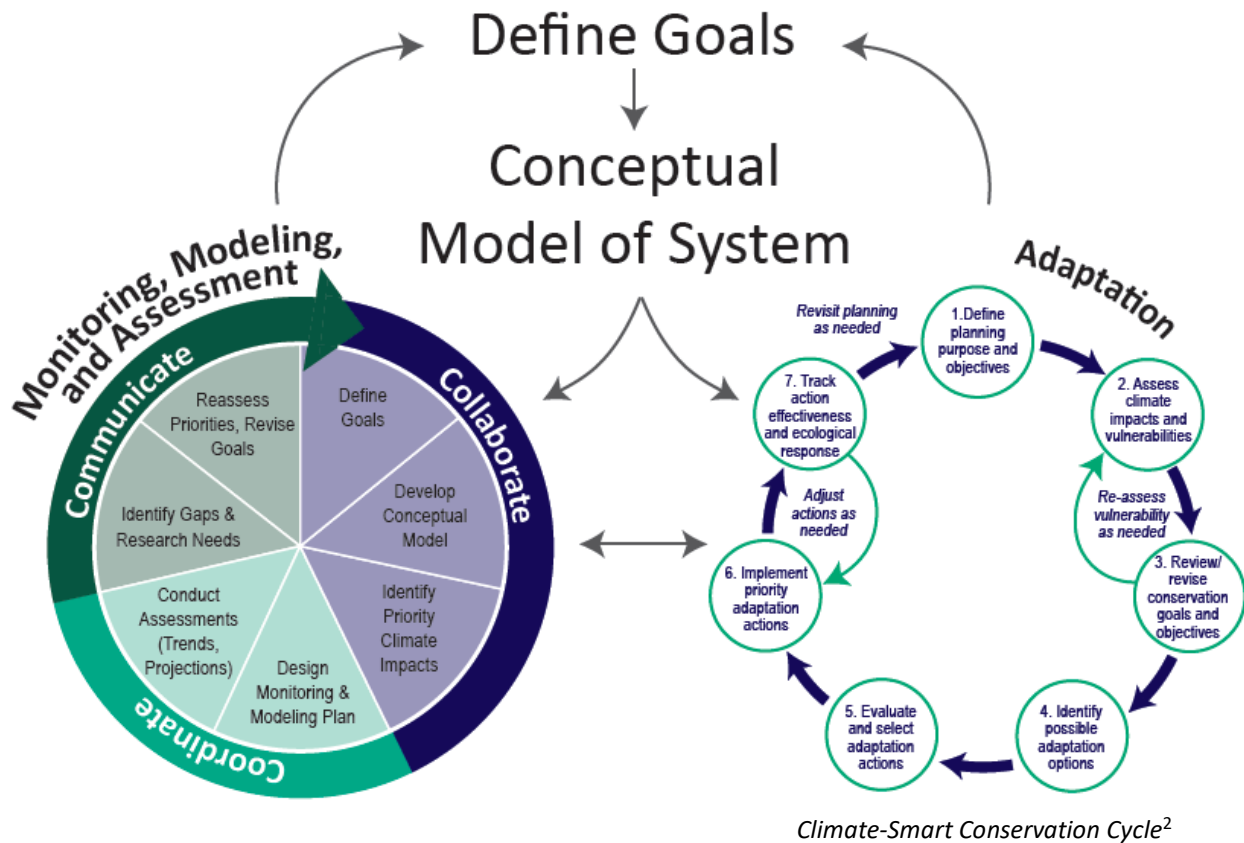 Define Goals
Conceptual
Model of System
Monitoring, Modeling,
and Assessment
Communicate
Collaborate
Coordinate
Define
Goals
Develop
Conceptual
Model
Identify
Priority
Climate
Impacts
Design
Monitoring &
Modeling Plan
Conduct
Assessments
(Trends,
Projections)
Identify Gaps &
Research Needs
Reassess
Priorities, Revise
Goals
Adaptation
1.Define
planning
purpose and
objectives
2. Assess
climate
impacts and
vulnerabilities
Re-assess
vulnerability
as needed
3. Review/
revise
conservation
goals and
objectives
4. Identify
possible
adaptation
options
5. Evaluate
and select
adaptation
actions
6. Implement
priority
adaptation
actions
Adjust
actions as
needed
7. Track
action
effectiveness
and ecological
response
Revisit planning
as needed
Climate-Smart Conservation Cycle²